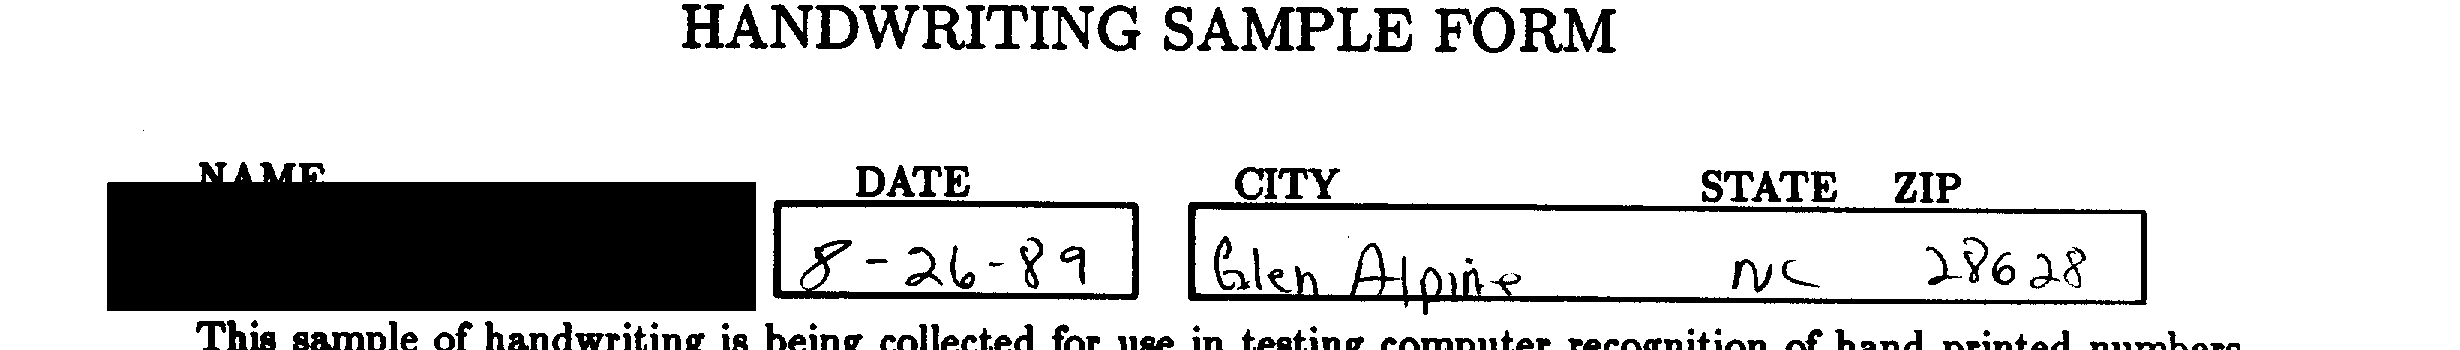 HANDWRITING SAMPLE FORM
NAME DATE CITY STATE ZIP
8-26-89 Glen Alpine NC 28628
This sample of handwriting is being collected for use in testing computer recognition of hand printed numbers